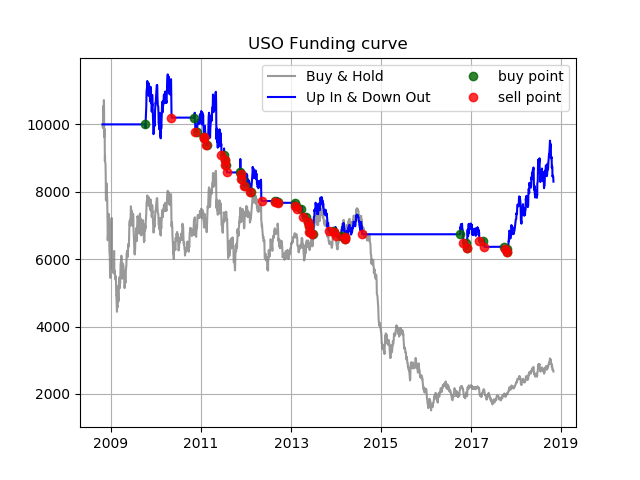 USO Funding curve
Buy & Hold
Up In & Down Out
buy point
sell point
10000
8000
6000
4000
2000
2009 2011 2013 2015 2017 2019